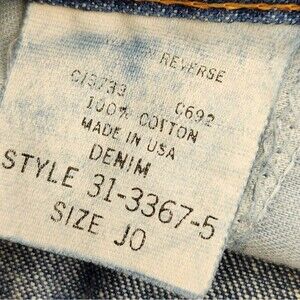 REVERSE
C13733 0692
100% COTTON
MADE IN USA
DENIM
STYLE 31-3367-5
SIZE JO